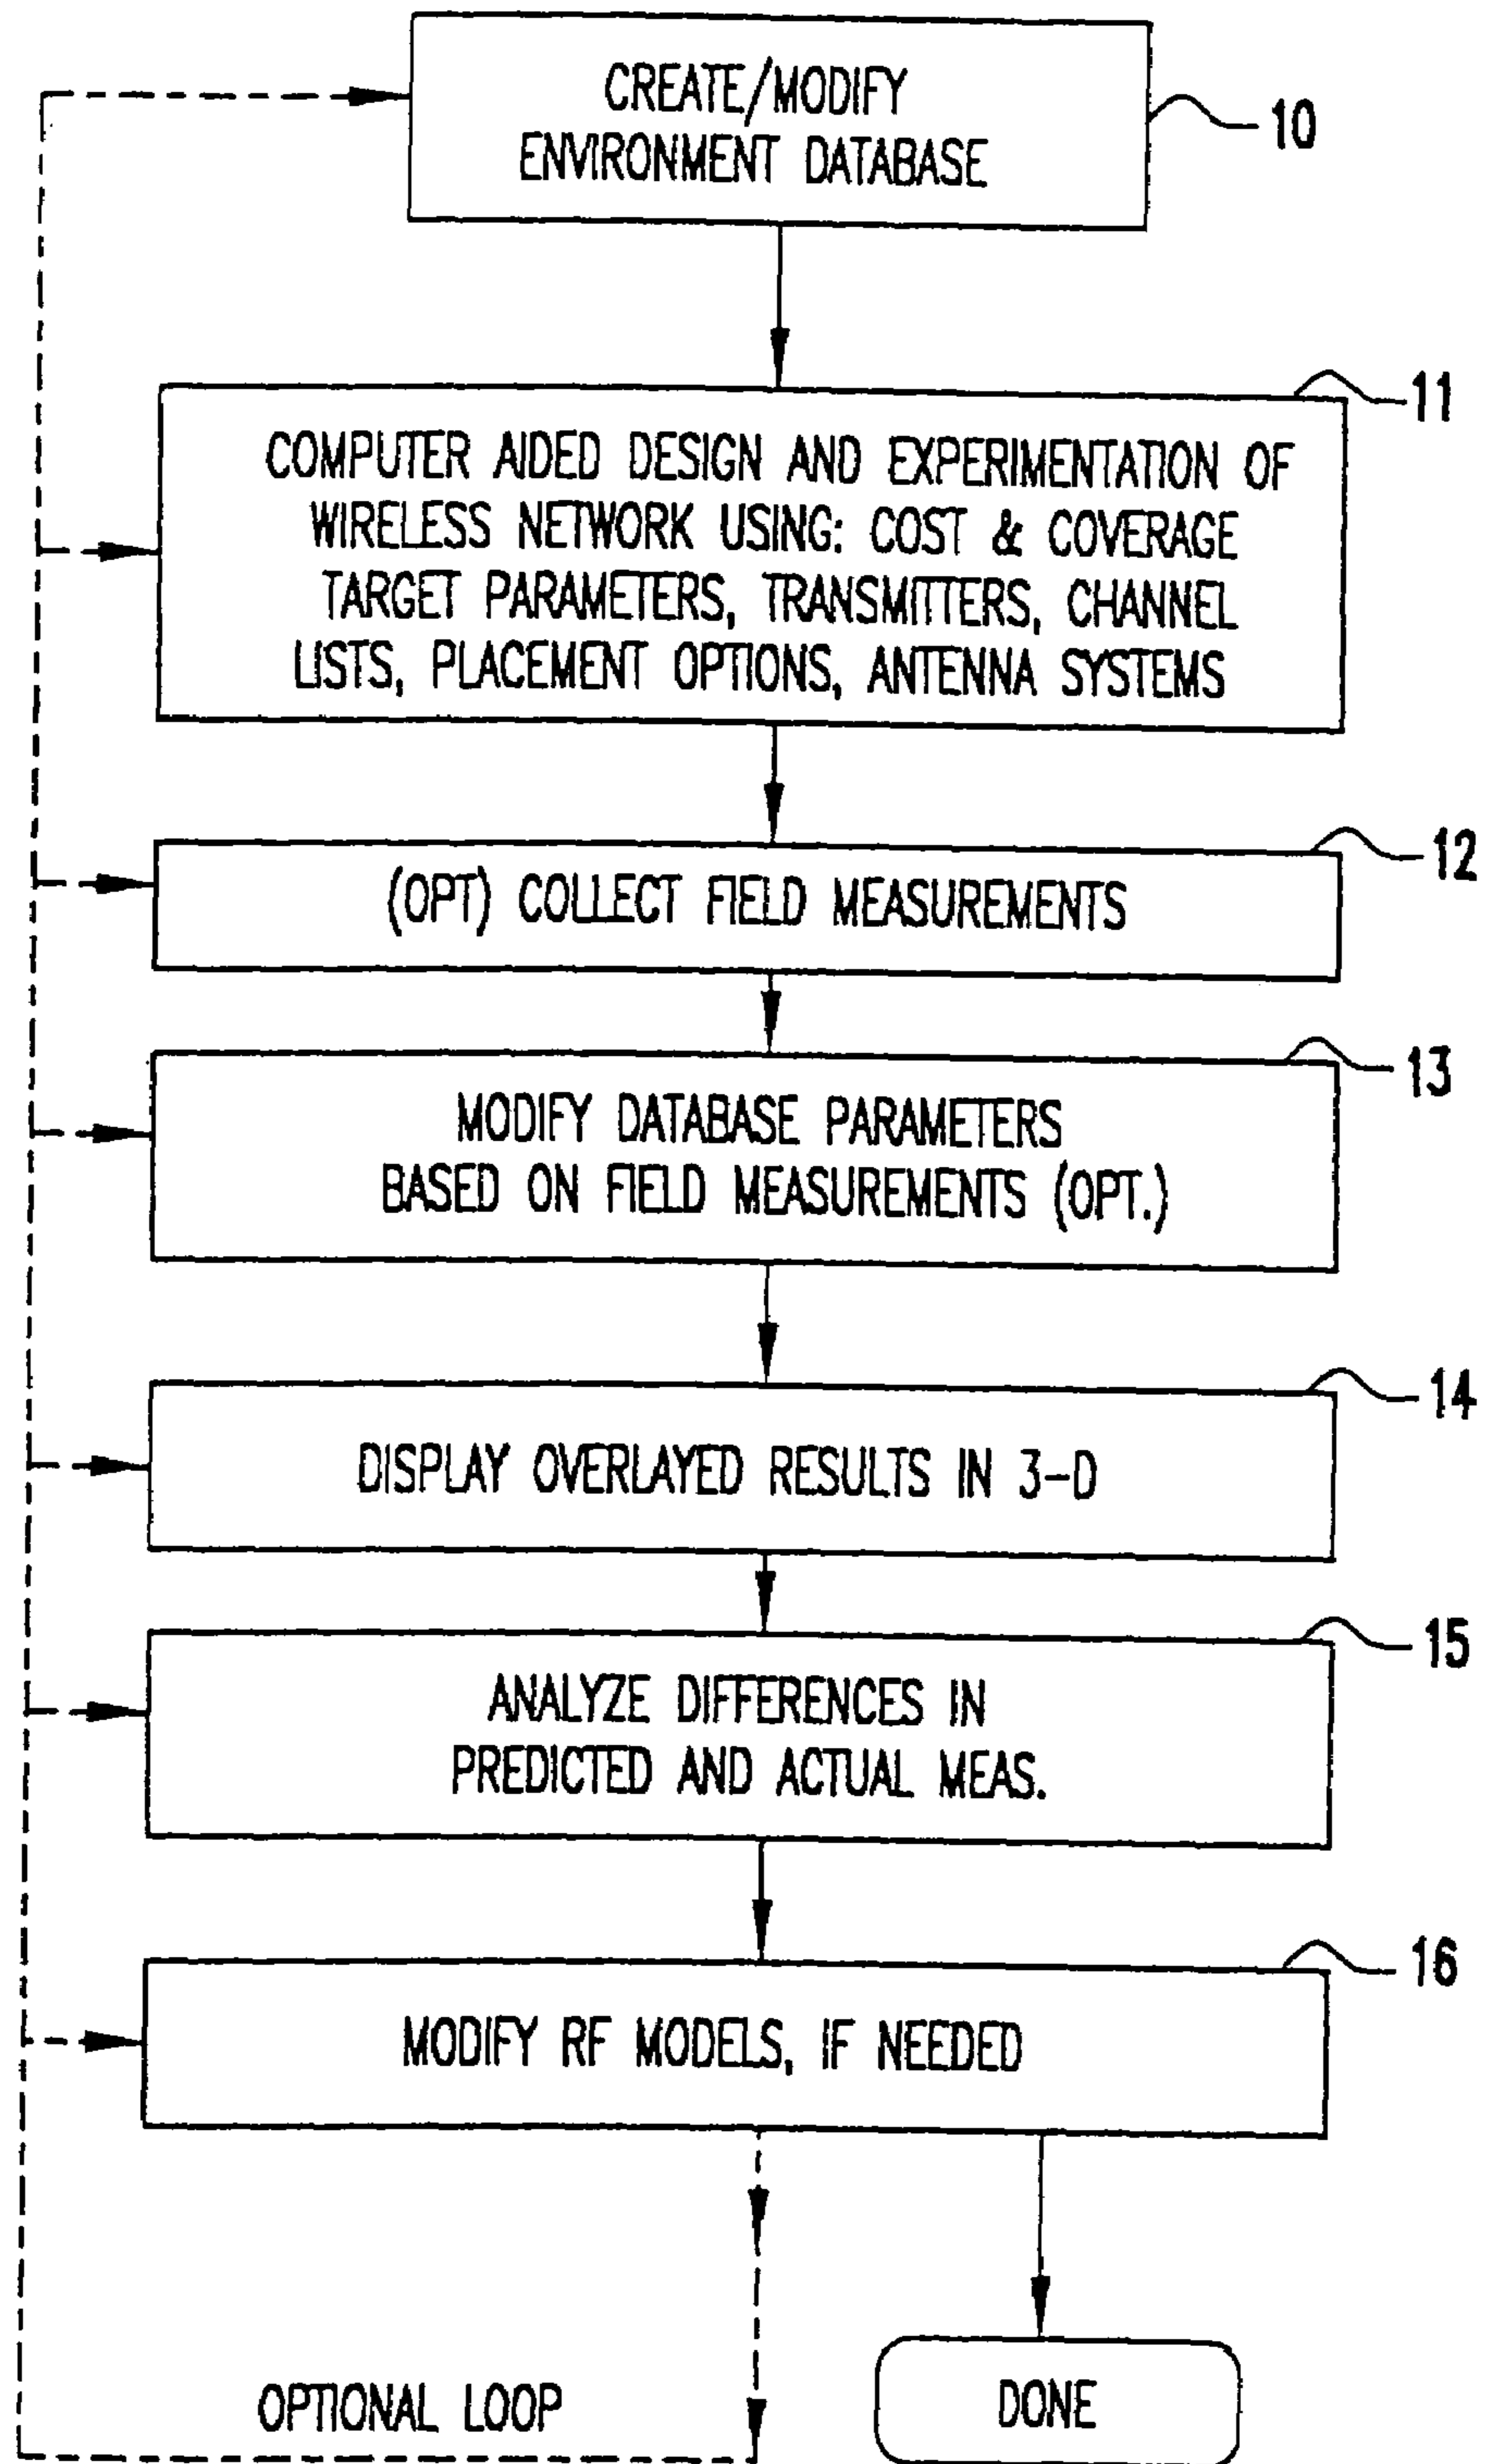 CREATE/MODIFY
ENVIRONMENT DATABASE
10
11
COMPUTER AIDED DESIGN AND EXPERIMENTATION OF
WIRELESS NETWORK USING: COST & COVERAGE
TARGET PARAMETERS, TRANSMITTERS, CHANNEL
LISTS, PLACEMENT OPTIONS, ANTENNA SYSTEMS
12
(OPT) COLLECT FIELD MEASUREMENTS
13
MODIFY DATABASE PARAMETERS
BASED ON FIELD MEASUREMENTS (OPT.)
14
DISPLAY OVERLAYED RESULTS IN 3-D
15
ANALYZE DIFFERENCES IN
PREDICTED AND ACTUAL MEAS.
16
MODIFY RF MODELS, IF NEEDED
OPTIONAL LOOP
DONE